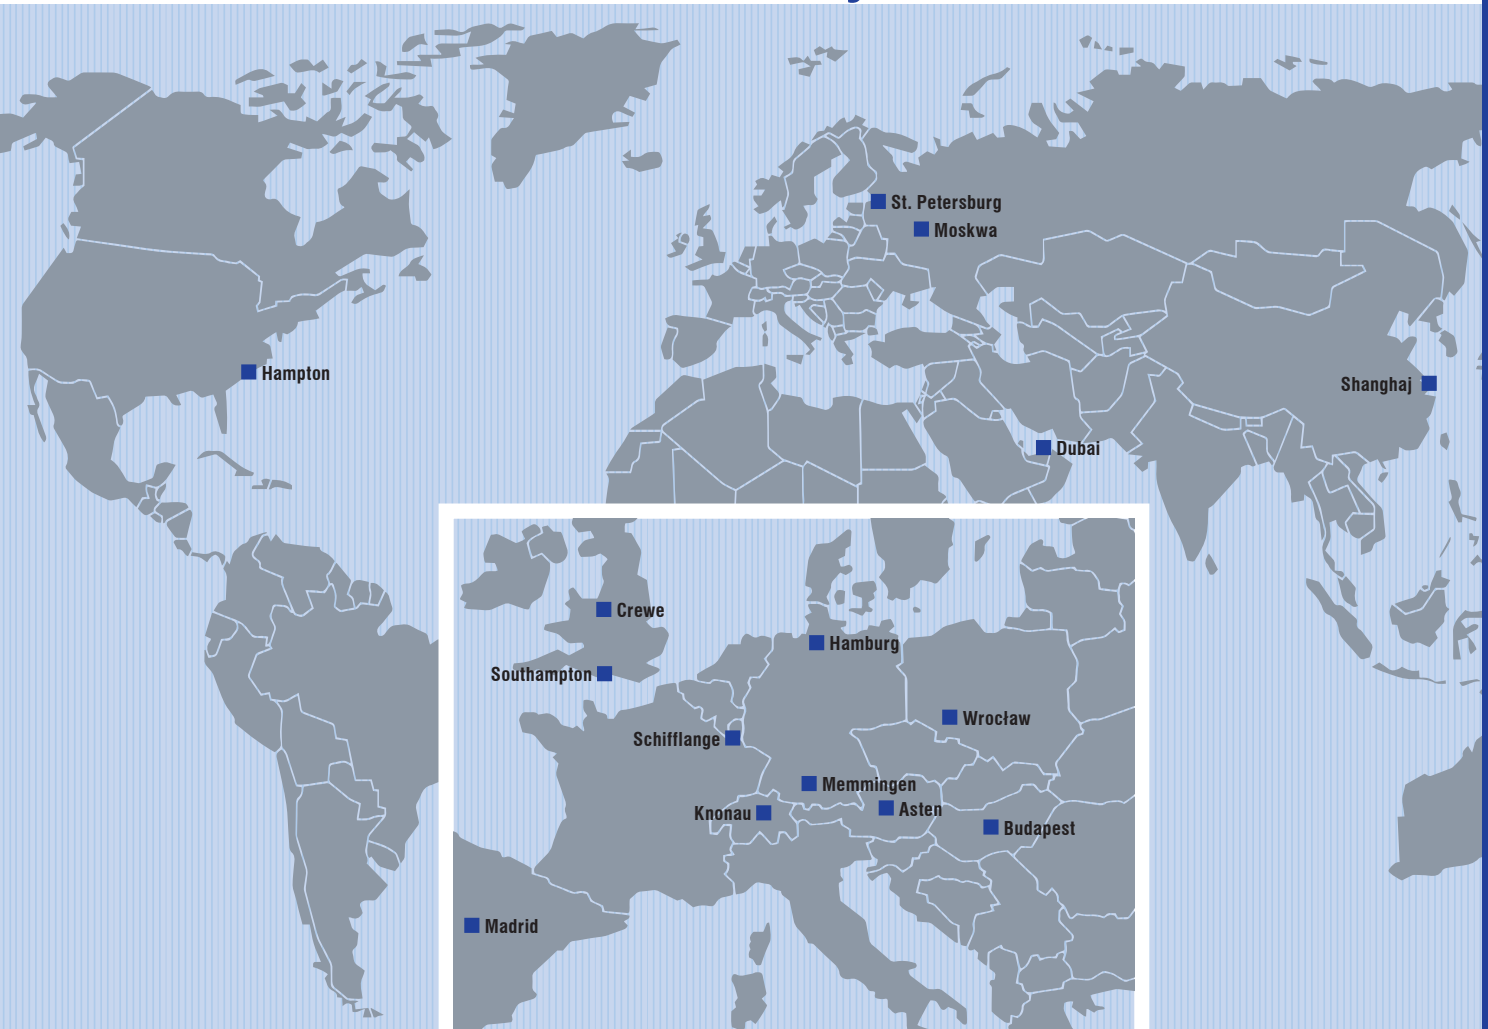 St. Petersburg
Moskwa
Hampton
Shanghaj
Dubai
Crewe
Hamburg
Southampton
Wrocław
Schifflange
Memmingen
Asten
Knonau
Budapest
Madrid